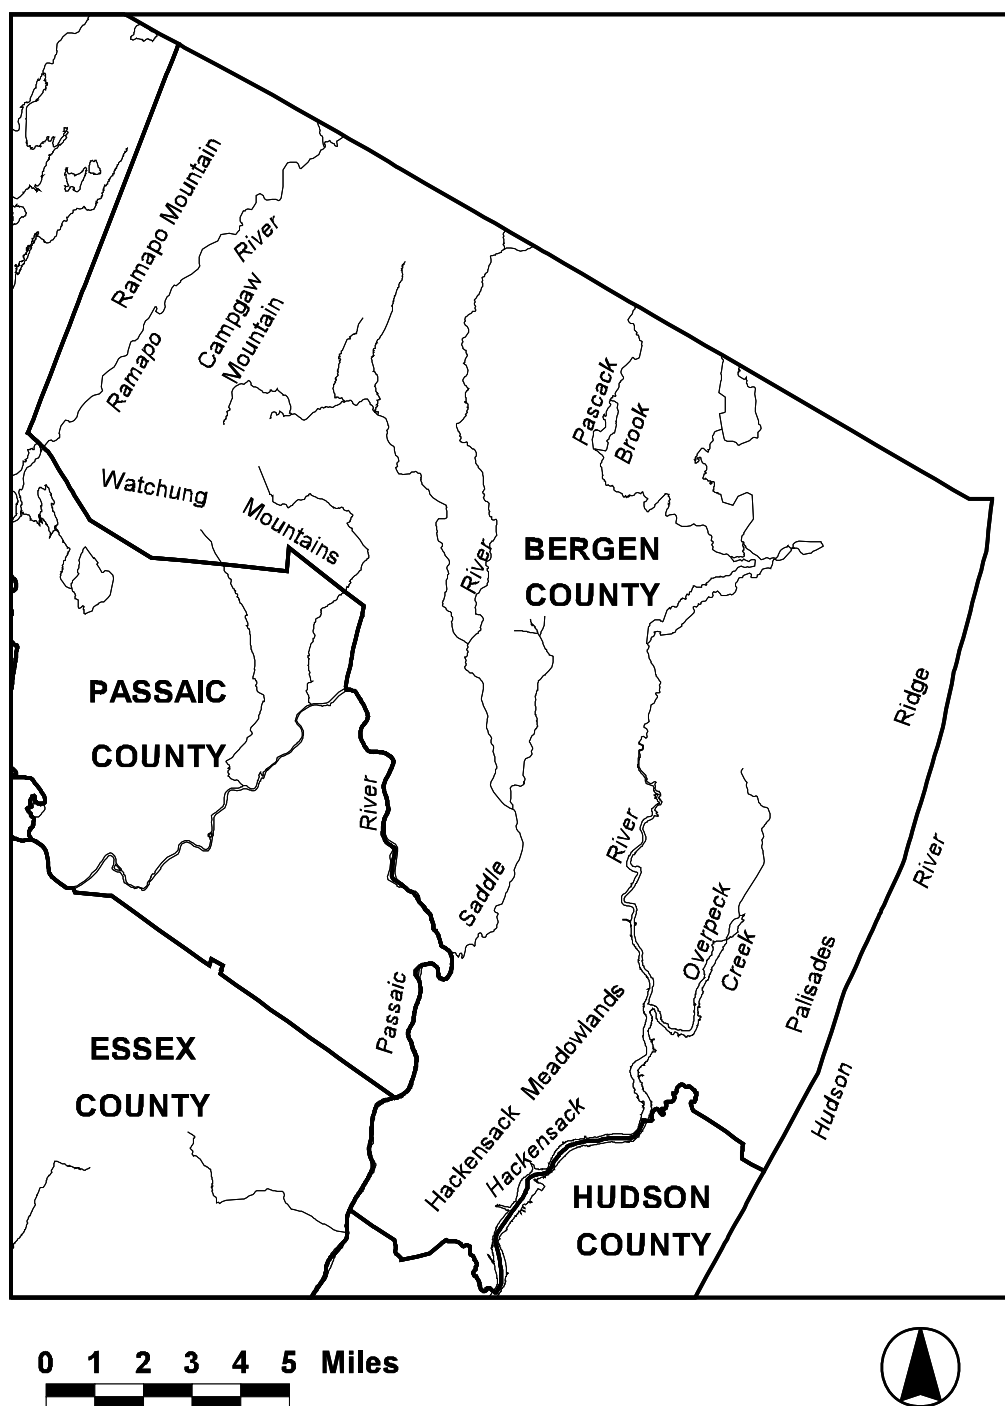 Ramapo Mountain
River
Ramapo
Campgaw
Mountain
Pascack
Brook
Watchung
Mountains
River
BERGEN
COUNTY
PASSAIC
COUNTY
Ridge
River
River
River
Saddle
Overpeck
Creek
Palisades
Passaic
Hackensack Meadowlands
Hackensack
Hudson
ESSEX
COUNTY
HUDSON
COUNTY
0 1 2 3 4 5 Miles